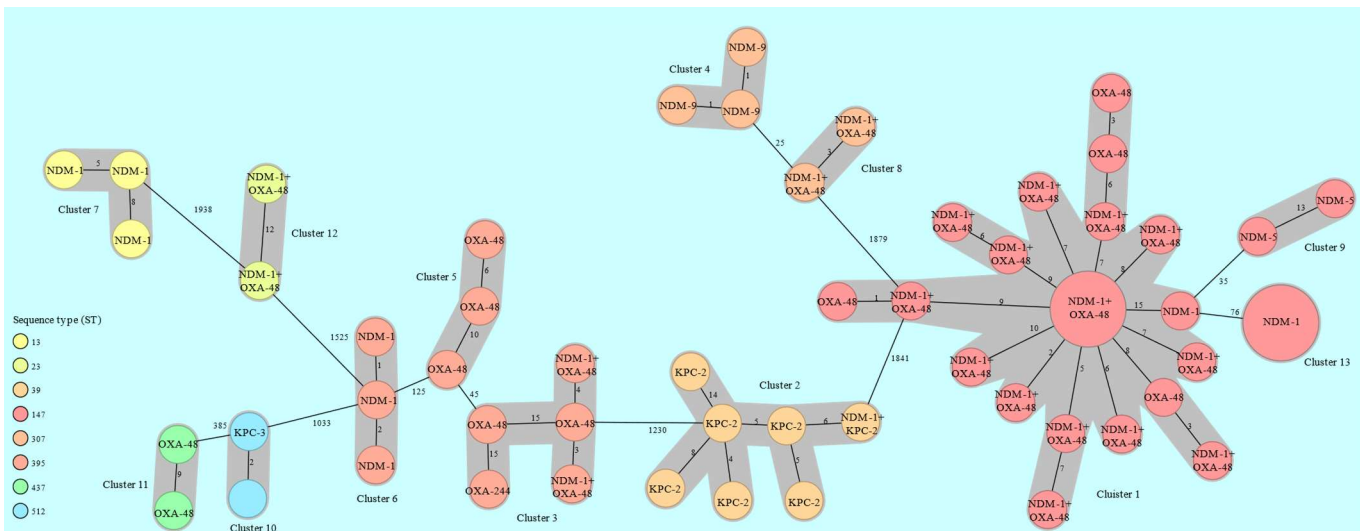 NDM-9
Cluster 4
1
NDM-9
1
NDM-9
25
NDM-1+
OXA-48
3
NDM-1+
OXA-48
Cluster 8
1879
NDM-1
5
NDM-1
8
NDM-1
Cluster 7
1938
NDM-1+
OXA-48
12
NDM-1+
OXA-48
Cluster 12
1525
OXA-48
Cluster 5
6
OXA-48
10
OXA-48
125
45
NDM-1
1
NDM-1
2
NDM-1
Cluster 6
1033
385
KPC-3
2
Cluster 10
OXA-48
9
OXA-48
Cluster 11
OXA-48
15
OXA-48
15
OXA-244
NDM-1+
OXA-48
4
3
NDM-1+
OXA-48
Cluster 3
1230
KPC-2
14
Cluster 2
KPC-2
5
KPC-2
6
NDM-1+
KPC-2
8
4
5
KPC-2
KPC-2
KPC-2
1841
OXA-48
1
NDM-1+
OXA-48
9
NDM-1+
OXA-48
OXA-48
3
OXA-48
6
NDM-1+
OXA-48
7
NDM-1+
OXA-48
7
NDM-1+
OXA-48
6
NDM-1+
OXA-48
9
NDM-1+
OXA-48
8
15
NDM-1
35
NDM-5
13
NDM-5
Cluster 9
76
NDM-1
Cluster 13
10
NDM-1+
OXA-48
2
NDM-1+
OXA-48
5
NDM-1+
OXA-48
7
NDM-1+
OXA-48
6
NDM-1+
OXA-48
8
OXA-48
3
NDM-1+
OXA-48
7
NDM-1+
OXA-48
Cluister 1
Sequence type (ST)
13
23
39
147
307
395
437
512